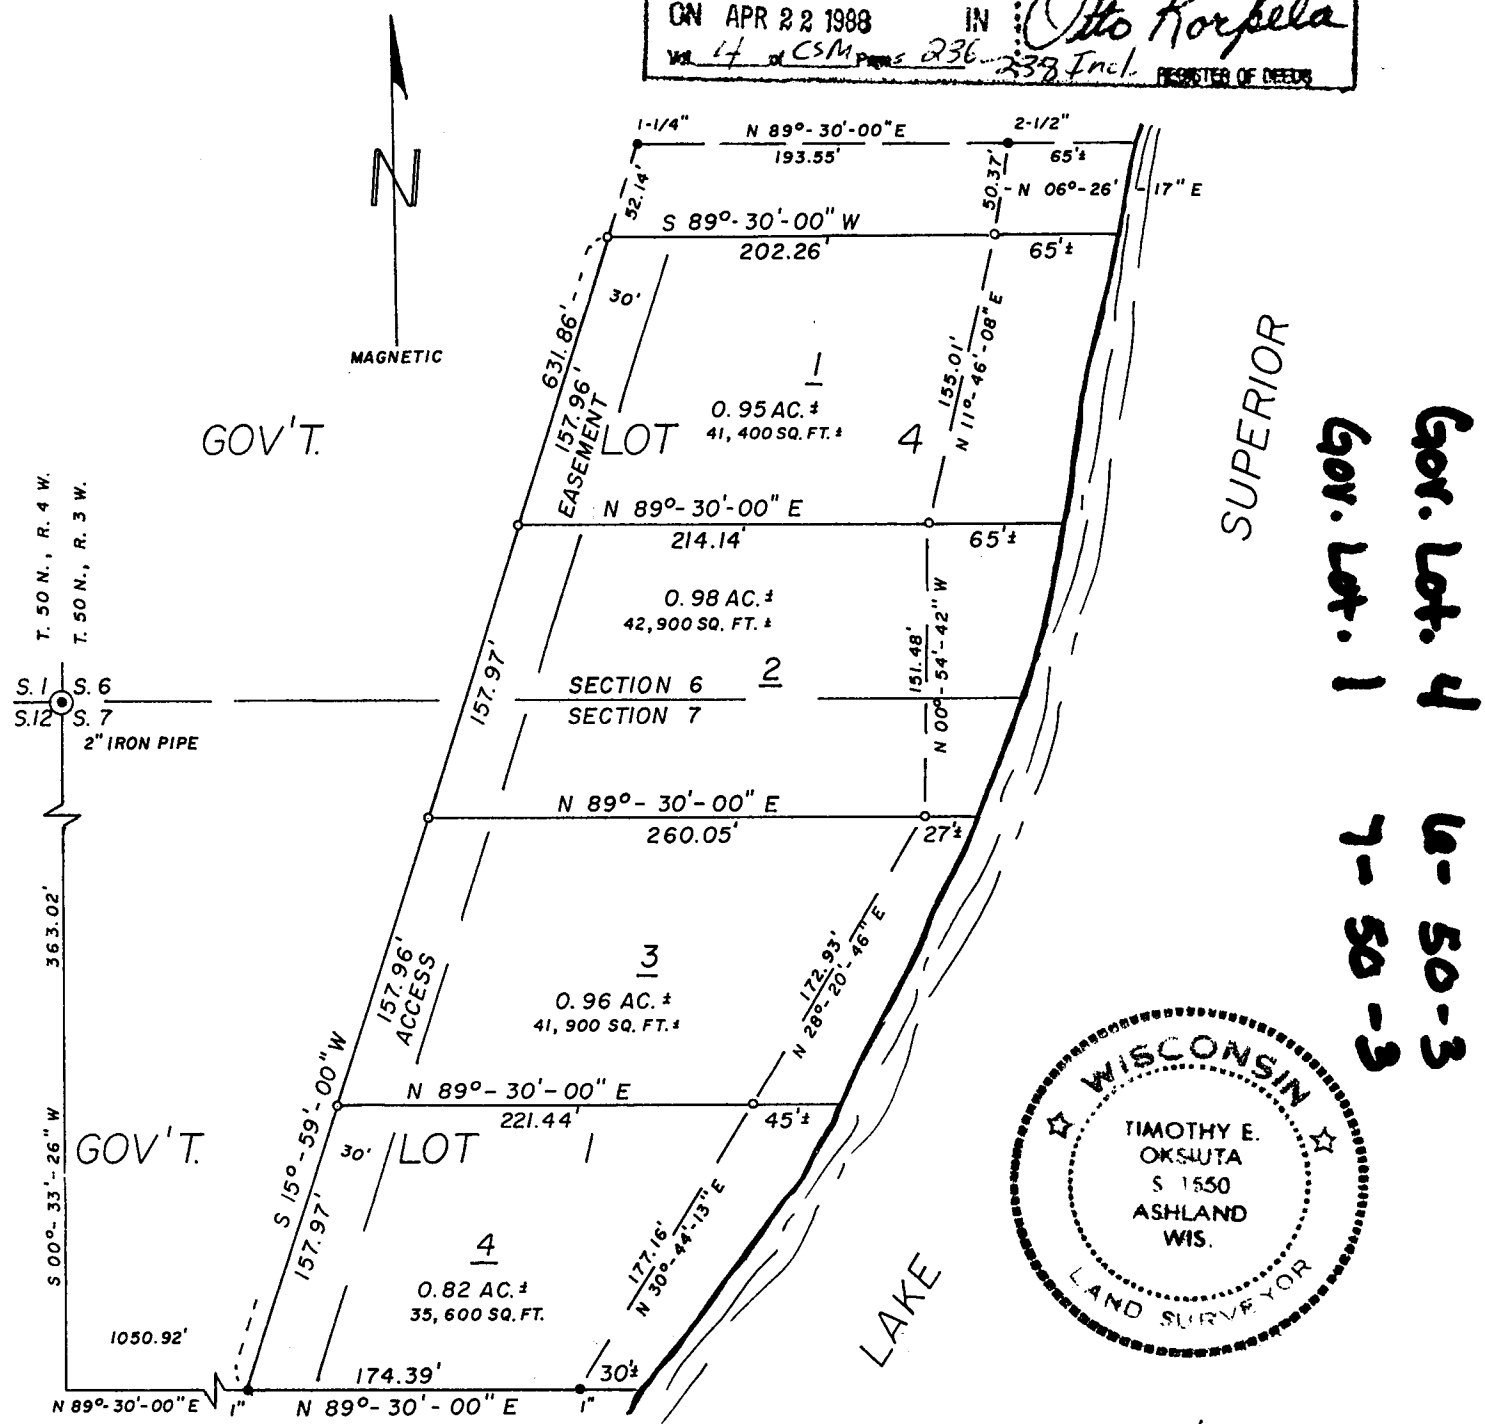 ON APR 22 1988 IN
Vol. 4 of CSM Pages 236-238 Incl.
Otto Korpela
REGISTER OF DEEDS
N
MAGNETIC
1-1/4" N 89°-30'-00" E 2-1/2"
193.55' 65'±
52.14'
50.37'
N 06°-26'-17" E
S 89°-30'-00" W
202.26' 65'±
30'
631.86'
157.96'
EASEMENT
1
0.95 AC.±
41,400 SQ. FT.±
155.01'
N 11°-46'-08" E
GOV'T. LOT 4
N 89°-30'-00" E
214.14' 65'±
T. 50 N., R. 4 W.
T. 50 N., R. 3 W.
0.98 AC.±
42,900 SQ. FT.±
2
157.97'
151.48'
N 00°-54'-42" W
S. 1 S. 6
S.12 S. 7
2" IRON PIPE
SECTION 6
SECTION 7
N 89°-30'-00" E
260.05' 27'±
363.02'
S 00°-33'-26" W
157.96'
ACCESS
3
0.96 AC.±
41,900 SQ. FT.±
172.93'
N 28°-20'-46" E
N 89°-30'-00" E
221.44' 45'±
S 15°-59'-00" W
157.97'
GOV'T. LOT
30'
4
0.82 AC.±
35,600 SQ. FT.
177.16'
N 30°-44'-13" E
1050.92'
N 89°-30'-00" E
1"
174.39' 30'±
N 89°-30'-00" E
1"
LAKE SUPERIOR
Gov. Lot. 4 6-50-3
Gov. Lot. 1 7-50-3
WISCONSIN
TIMOTHY E.
OKSIUTA
S 1550
ASHLAND
WIS.
LAND SURVEYOR